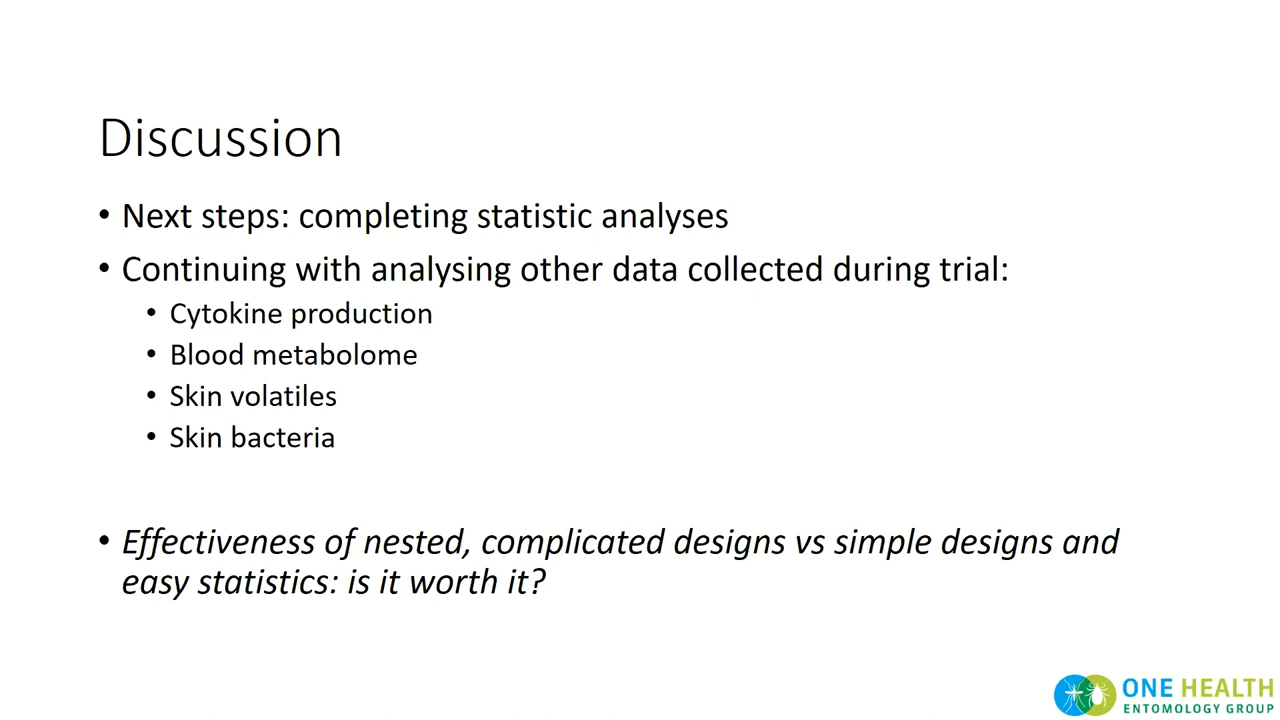 Discussion
• Next steps: completing statistic analyses
• Continuing with analysing other data collected during trial:
• Cytokine production
• Blood metabolome
• Skin volatiles
• Skin bacteria
• Effectiveness of nested, complicated designs vs simple designs and
easy statistics: is it worth it?
ONE HEALTH
ENTOMOLOGY GROUP